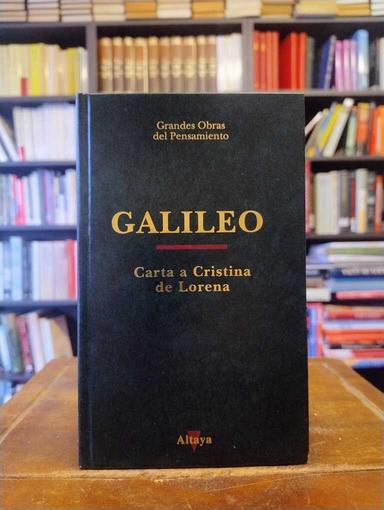 Grandes Obras
del Pensamiento
GALILEO
Carta a Cristina
de Lorena
Altaya